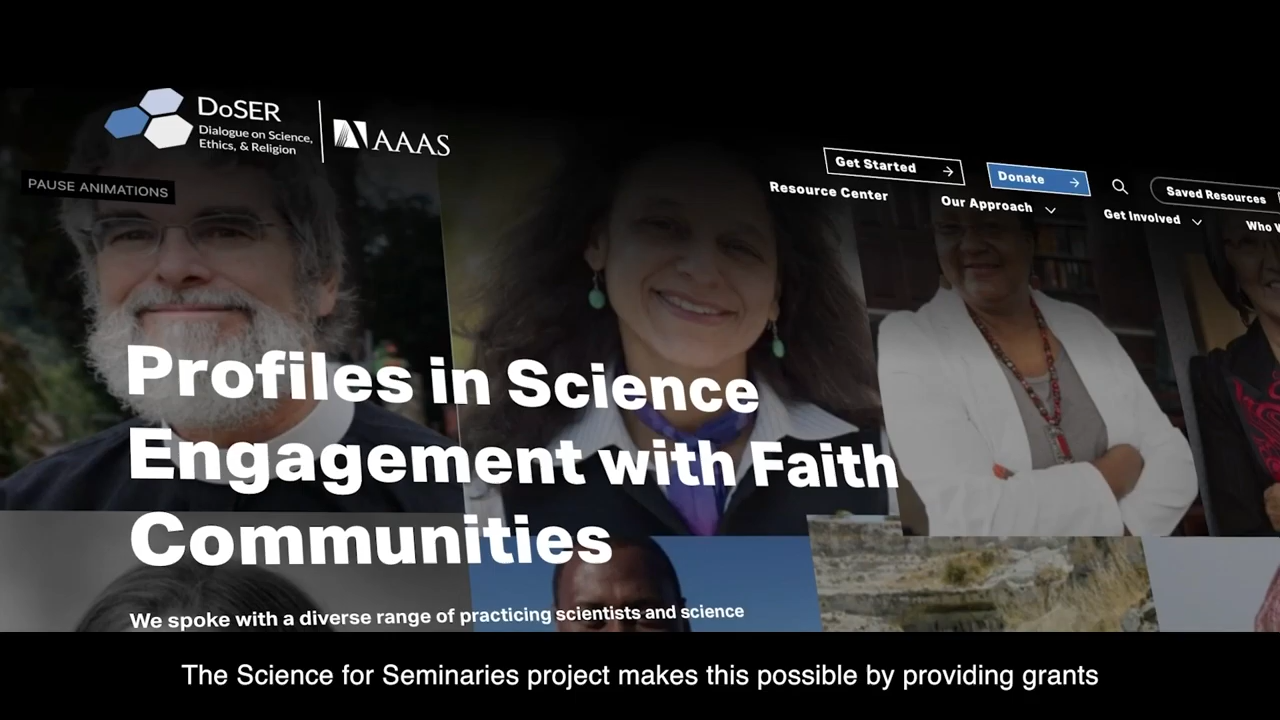 DoSER
Dialogue on Science,
Ethics, & Religion
AAAS
PAUSE ANIMATIONS
Get Started
Donate
Saved Resources
Resource Center
Our Approach
Get Involved
Who
Profiles in Science
Engagement with Faith
Communities
We spoke with a diverse range of practicing scientists and science
The Science for Seminaries project makes this possible by providing grants